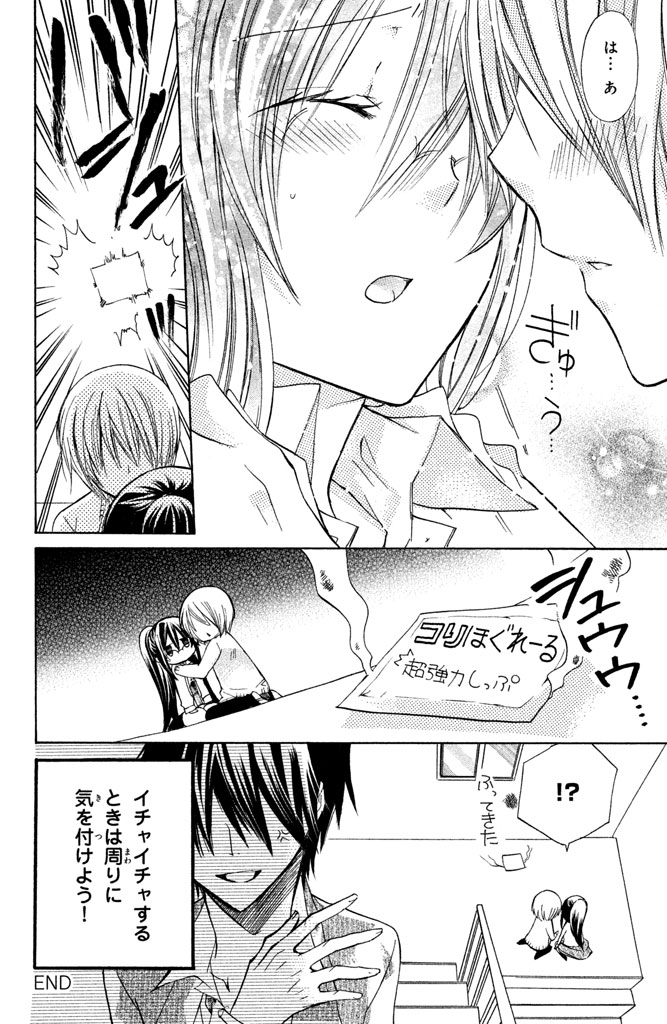 は…ぁ
ぎゅ…う…
バシュッ
シュウウゥ…
コリほぐれーる
超強力しっぷ
!?
ふってきた
イチャイチャする
ときは周りに
気を付けよう！
END